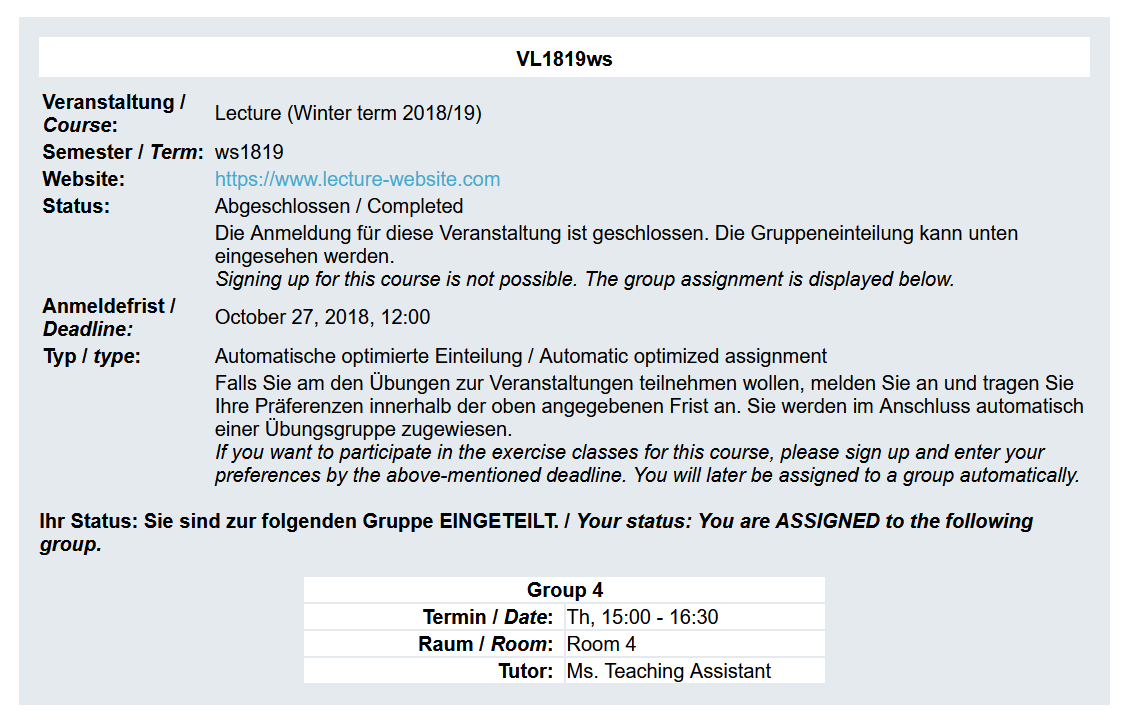 VL1819ws
Veranstaltung /
Course:
Lecture (Winter term 2018/19)
Semester / Term: ws1819
Website: https://www.lecture-website.com
Status: Abgeschlossen / Completed
Die Anmeldung für diese Veranstaltung ist geschlossen. Die Gruppeneinteilung kann unten
eingesehen werden.
Signing up for this course is not possible. The group assignment is displayed below.
Anmeldefrist /
Deadline:
October 27, 2018, 12:00
Typ / type: Automatische optimierte Einteilung / Automatic optimized assignment
Falls Sie am den Übungen zur Veranstaltungen teilnehmen wollen, melden Sie an und tragen Sie
Ihre Präferenzen innerhalb der oben angegebenen Frist an. Sie werden im Anschluss automatisch
einer Übungsgruppe zugewiesen.
If you want to participate in the exercise classes for this course, please sign up and enter your
preferences by the above-mentioned deadline. You will later be assigned to a group automatically.
Ihr Status: Sie sind zur folgenden Gruppe EINGETEILT. / Your status: You are ASSIGNED to the following
group.
Group 4
Termin / Date: Th, 15:00 - 16:30
Raum / Room: Room 4
Tutor: Ms. Teaching Assistant